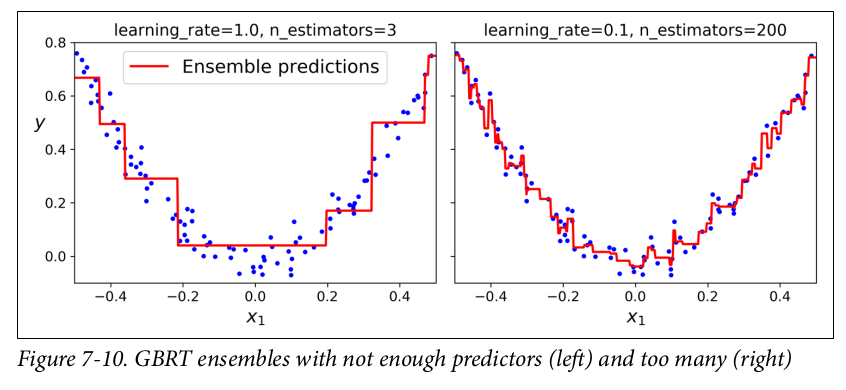 learning_rate=1.0, n_estimators=3
0.8
0.6
0.4
0.2
0.0
y
Ensemble predictions
−0.4 −0.2 0.0 0.2 0.4
x1
learning_rate=0.1, n_estimators=200
−0.4 −0.2 0.0 0.2 0.4
x1
Figure 7-10. GBRT ensembles with not enough predictors (left) and too many (right)